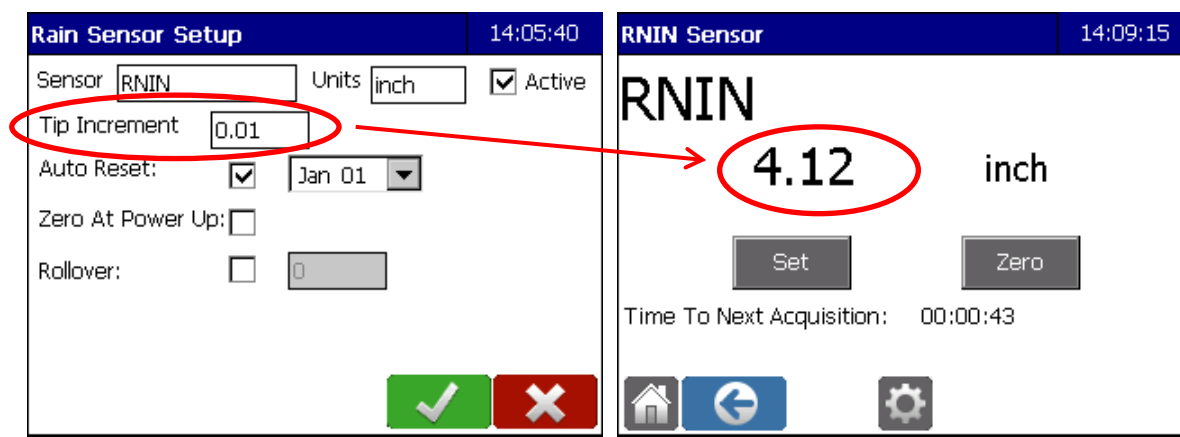 Rain Sensor Setup 14:05:40
Sensor RNIN Units inch Active
Tip Increment 0.01
Auto Reset: Jan 01
Zero At Power Up:
Rollover: 0
RNIN Sensor 14:09:15
RNIN
4.12 inch
Set Zero
Time To Next Acquisition: 00:00:43